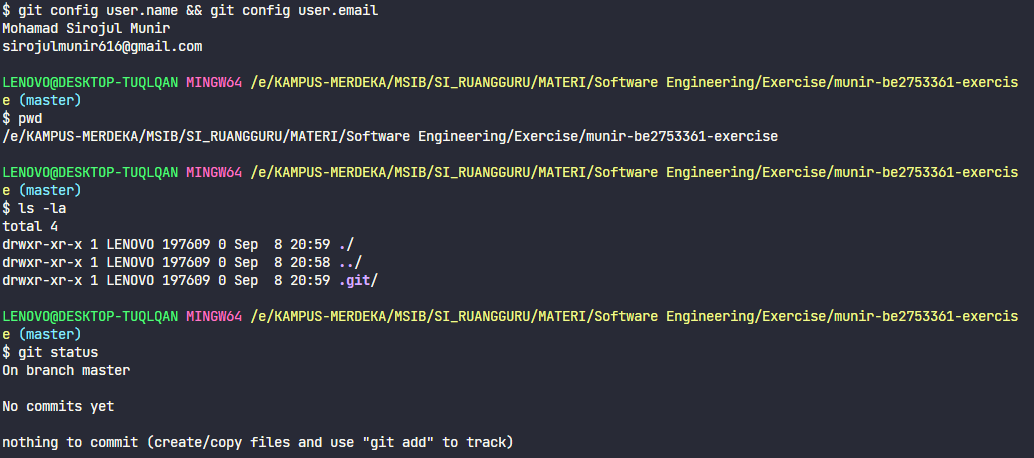 $ git config user.name && git config user.email
Mohamad Sirojul Munir
sirojulmunir616@gmail.com
LENOVO@DESKTOP-TUQLQAN MINGW64 /e/KAMPUS-MERDEKA/MSIB/SI_RUANGGURU/MATERI/Software Engineering/Exercise/munir-be2753361-exercis
e (master)
$ pwd
/e/KAMPUS-MERDEKA/MSIB/SI_RUANGGURU/MATERI/Software Engineering/Exercise/munir-be2753361-exercise
LENOVO@DESKTOP-TUQLQAN MINGW64 /e/KAMPUS-MERDEKA/MSIB/SI_RUANGGURU/MATERI/Software Engineering/Exercise/munir-be2753361-exercis
e (master)
$ ls -la
total 4
drwxr-xr-x 1 LENOVO 197609 0 Sep  8 20:59 ./
drwxr-xr-x 1 LENOVO 197609 0 Sep  8 20:58 ../
drwxr-xr-x 1 LENOVO 197609 0 Sep  8 20:59 .git/
LENOVO@DESKTOP-TUQLQAN MINGW64 /e/KAMPUS-MERDEKA/MSIB/SI_RUANGGURU/MATERI/Software Engineering/Exercise/munir-be2753361-exercis
e (master)
$ git status
On branch master
No commits yet
nothing to commit (create/copy files and use "git add" to track)